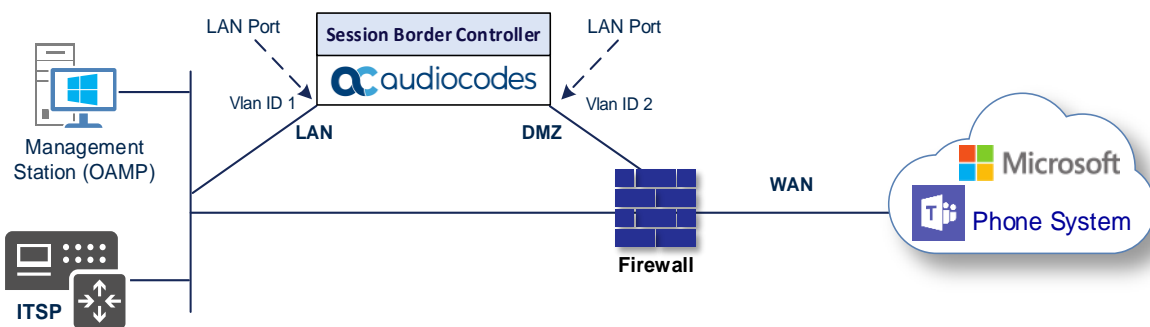 LAN Port
LAN Port
Session Border Controller
audiocodes
Vlan ID 1
Vlan ID 2
LAN
DMZ
Management
Station (OAMP)
WAN
Microsoft
T
Phone System
Firewall
ITSP